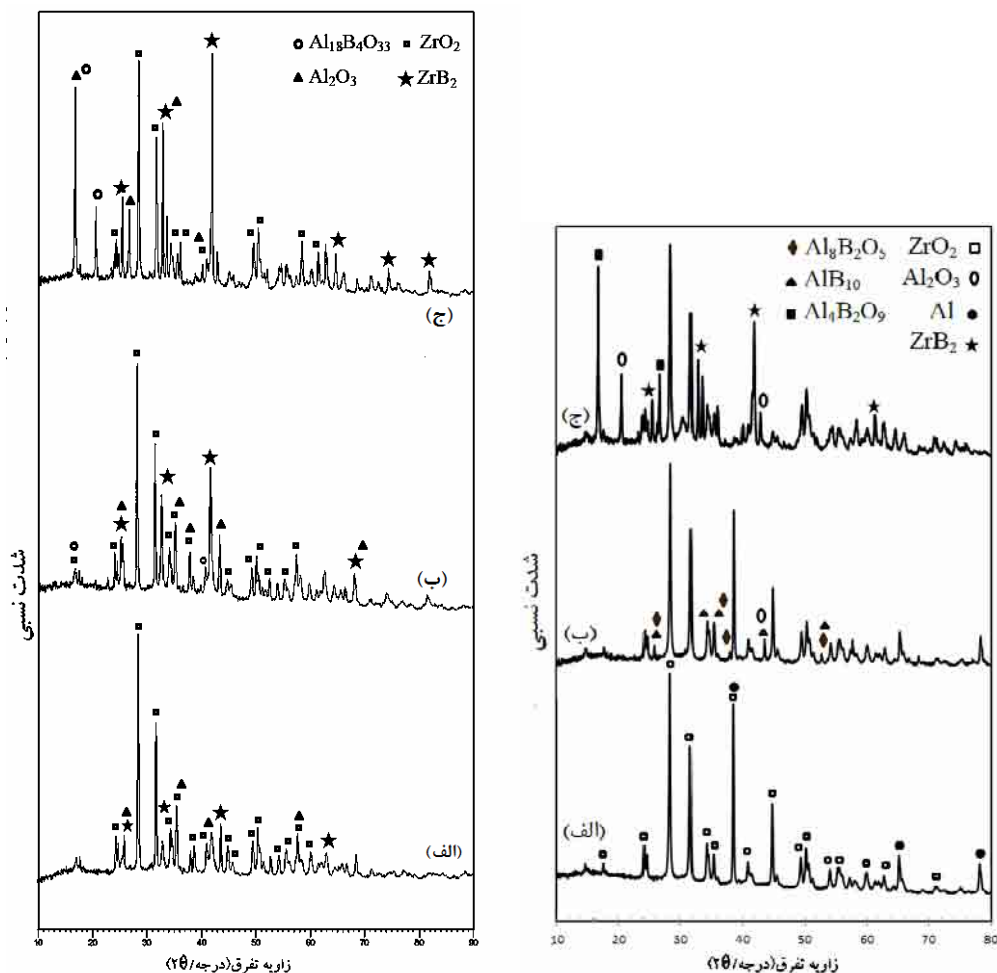 Al₁₈B₄O₃₃ ZrO₂
Al₂O₃ ZrB₂
(ج)
(ب)
(الف)
شدت نسبی
10 20 30 40 50 60 70 80 90
زاویه تفرق(درجه/۲θ)
Al₈B₂O₅ ZrO₂
AlB₁₀ Al₂O₃
Al₄B₂O₉ Al
ZrB₂
(ج)
(ب)
(الف)
شدت نسبی
10 20 30 40 50 60 70 80
زاویه تفرق(درجه/۲θ)